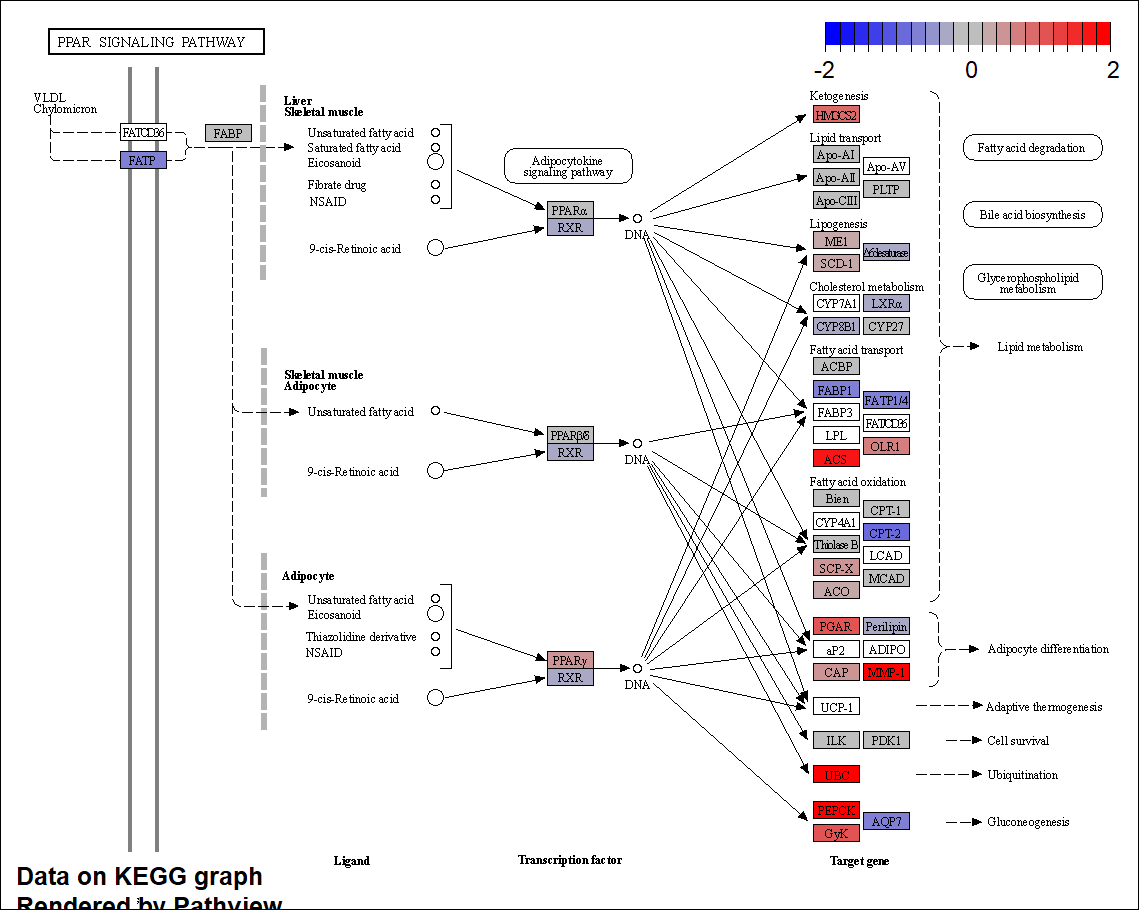 PPAR SIGNALING PATHWAY
-2 0 2
VLDL
Chylomicron
FAT/CD36
FATP
FABP
Liver
Skeletal muscle
Unsaturated fatty acid
Saturated fatty acid
Eicosanoid
Fibrate drug
NSAID
9-cis-Retinoic acid
Adipocytokine
signaling pathway
PPARα
RXR
DNA
Skeletal muscle
Adipocyte
Unsaturated fatty acid
9-cis-Retinoic acid
PPARβ/δ
RXR
DNA
Adipocyte
Unsaturated fatty acid
Eicosanoid
Thiazolidine derivative
NSAID
9-cis-Retinoic acid
PPARγ
RXR
DNA
Ketogenesis
HMGCS2
Lipid transport
Apo-AI
Apo-AV
Apo-AII
PLTP
Apo-CIII
Lipogenesis
ME1
Δ6desaturase
SCD-1
Cholesterol metabolism
CYP7A1
LXRα
CYP8B1
CYP27
Fatty acid transport
ACBP
FABP1
FATP1/4
FABP3
FAT/CD36
LPL
OLR1
ACS
Fatty acid oxidation
Bien
CPT-1
CYP4A1
CPT-2
Thiolase B
LCAD
SCP-X
MCAD
ACO
PGAR
Perilipin
aP2
ADIPO
CAP
MMP-1
UCP-1
ILK
PDK1
UBC
PEPCK
AQP7
GyK
Fatty acid degradation
Bile acid biosynthesis
Glycerophospholipid
metabolism
Lipid metabolism
Adipocyte differentiation
Adaptive thermogenesis
Cell survival
Ubiquitination
Gluconeogenesis
Ligand
Transcription factor
Target gene
Data on KEGG graph
Rendered by Pathview